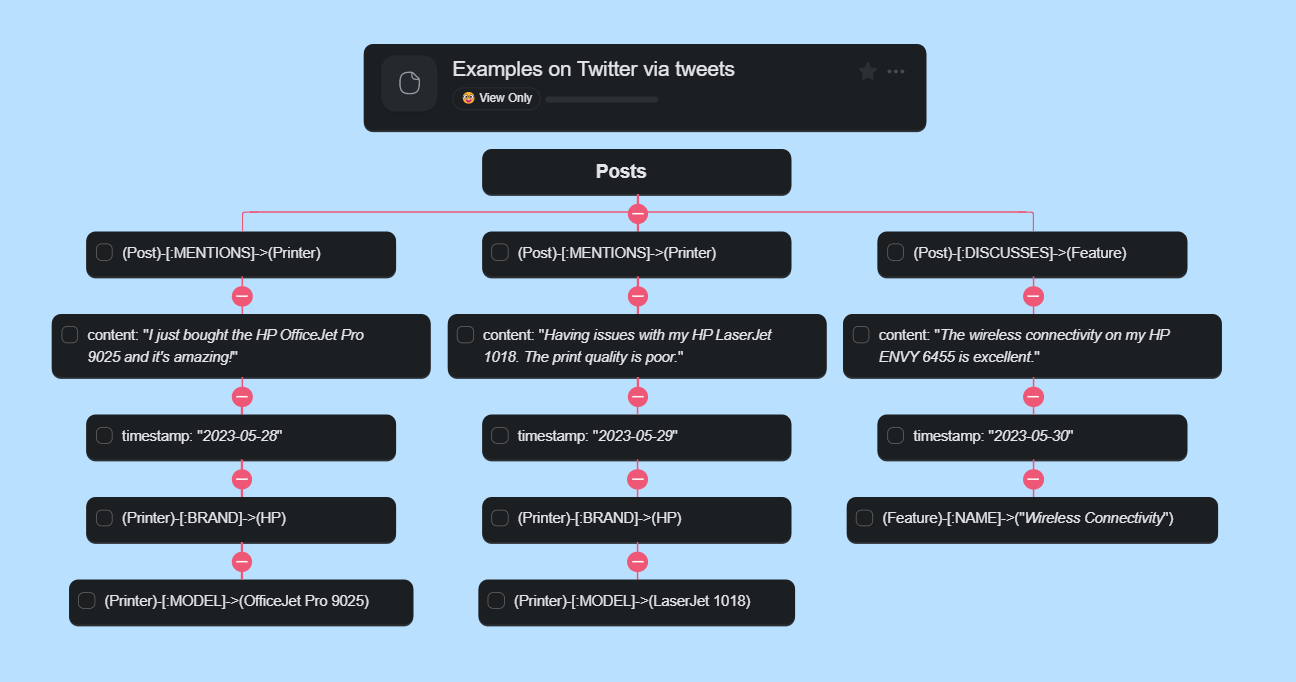 Examples on Twitter via tweets
View Only
Posts
(Post)-[:MENTIONS]->(Printer)
content: "I just bought the HP OfficeJet Pro
9025 and it's amazing!"
timestamp: "2023-05-28"
(Printer)-[:BRAND]->(HP)
(Printer)-[:MODEL]->(OfficeJet Pro 9025)
(Post)-[:MENTIONS]->(Printer)
content: "Having issues with my HP LaserJet
1018. The print quality is poor."
timestamp: "2023-05-29"
(Printer)-[:BRAND]->(HP)
(Printer)-[:MODEL]->(LaserJet 1018)
(Post)-[:DISCUSSES]->(Feature)
content: "The wireless connectivity on my HP
ENVY 6455 is excellent."
timestamp: "2023-05-30"
(Feature)-[:NAME]->("Wireless Connectivity")